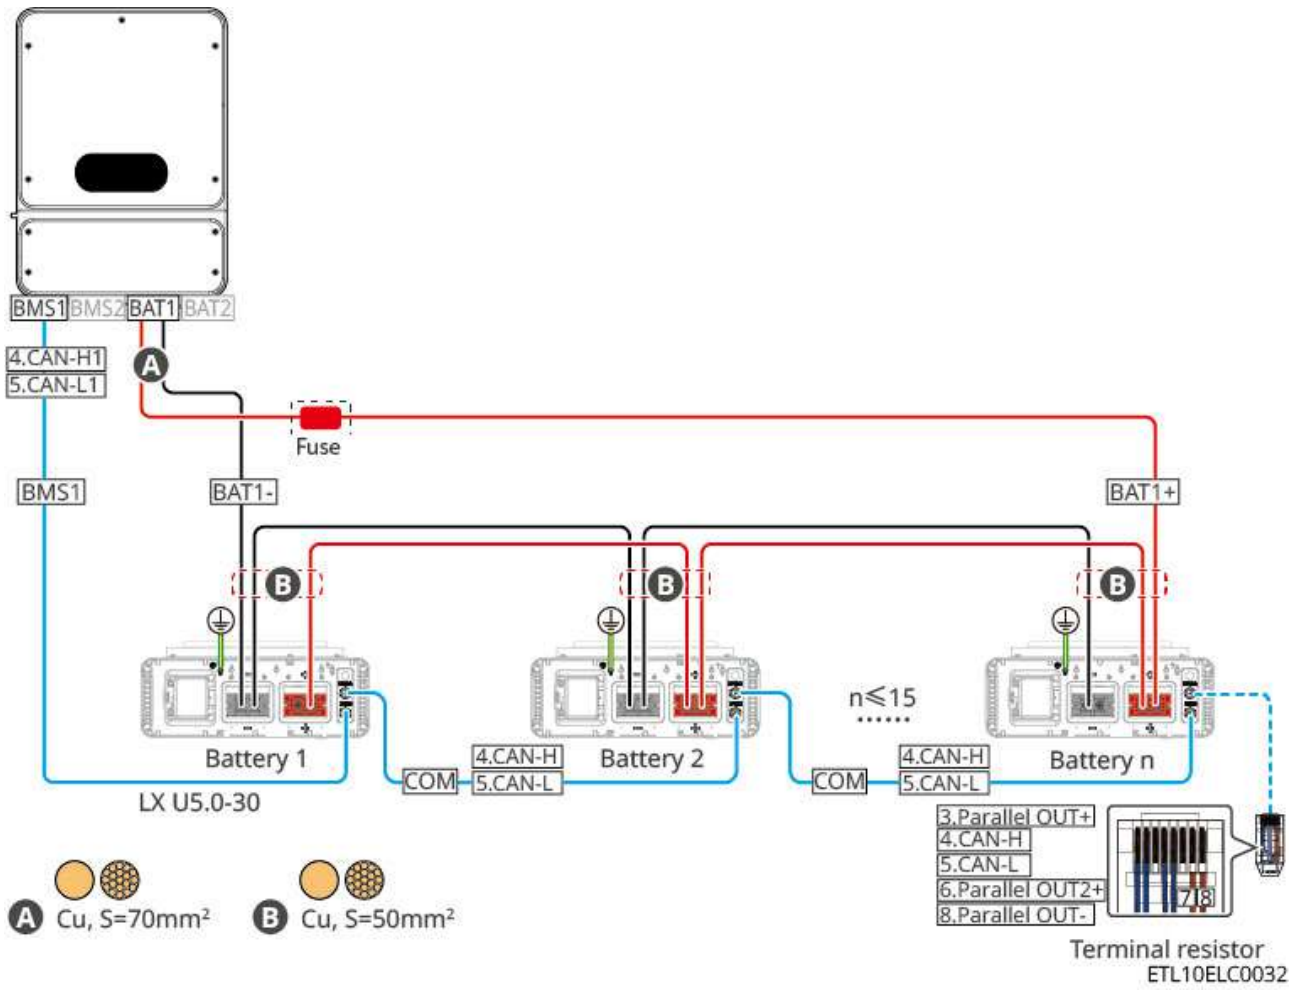 BMS1 BMS2 BAT1 BAT2
4.CAN-H1
5.CAN-L1
A
Fuse
BMS1
BAT1-
BAT1+
B
B
B
n≤15
......
Battery 1
Battery 2
Battery n
4.CAN-H
4.CAN-H
COM
5.CAN-L
COM
5.CAN-L
LX U5.0-30
3.Parallel OUT+
4.CAN-H
5.CAN-L
6.Parallel OUT2+
8.Parallel OUT-
7 8
A Cu, S=70mm²
B Cu, S=50mm²
Terminal resistor
ETL10ELC0032